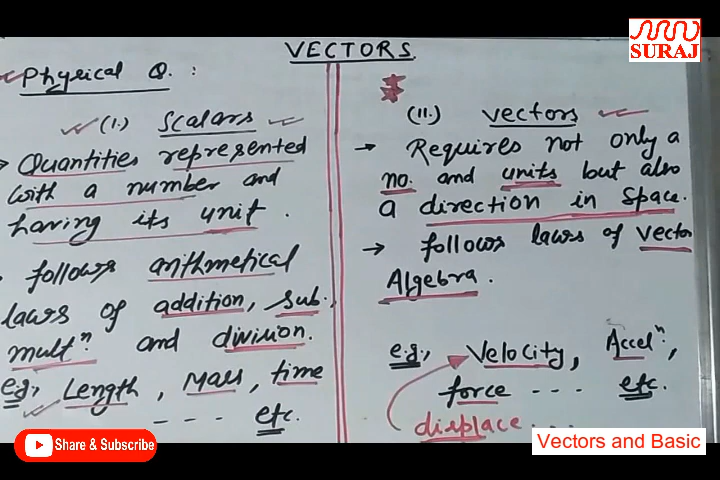 SURAJ
VECTORS
Physical Q. :
(I.) Scalars
→ Quantities represented
with a number and
having its unit.
follows arithmetical
laws of addition, sub.,
multⁿ and division.
e.g., Length, Mass, time
---- etc.
(II.) Vectors
→ Requires not only a
no. and units but also
a direction in space.
→ follows laws of vector
Algebra.
e.g., Velocity, Accelⁿ,
force ---- etc.
displace...
Share & Subscribe
Vectors and Basic